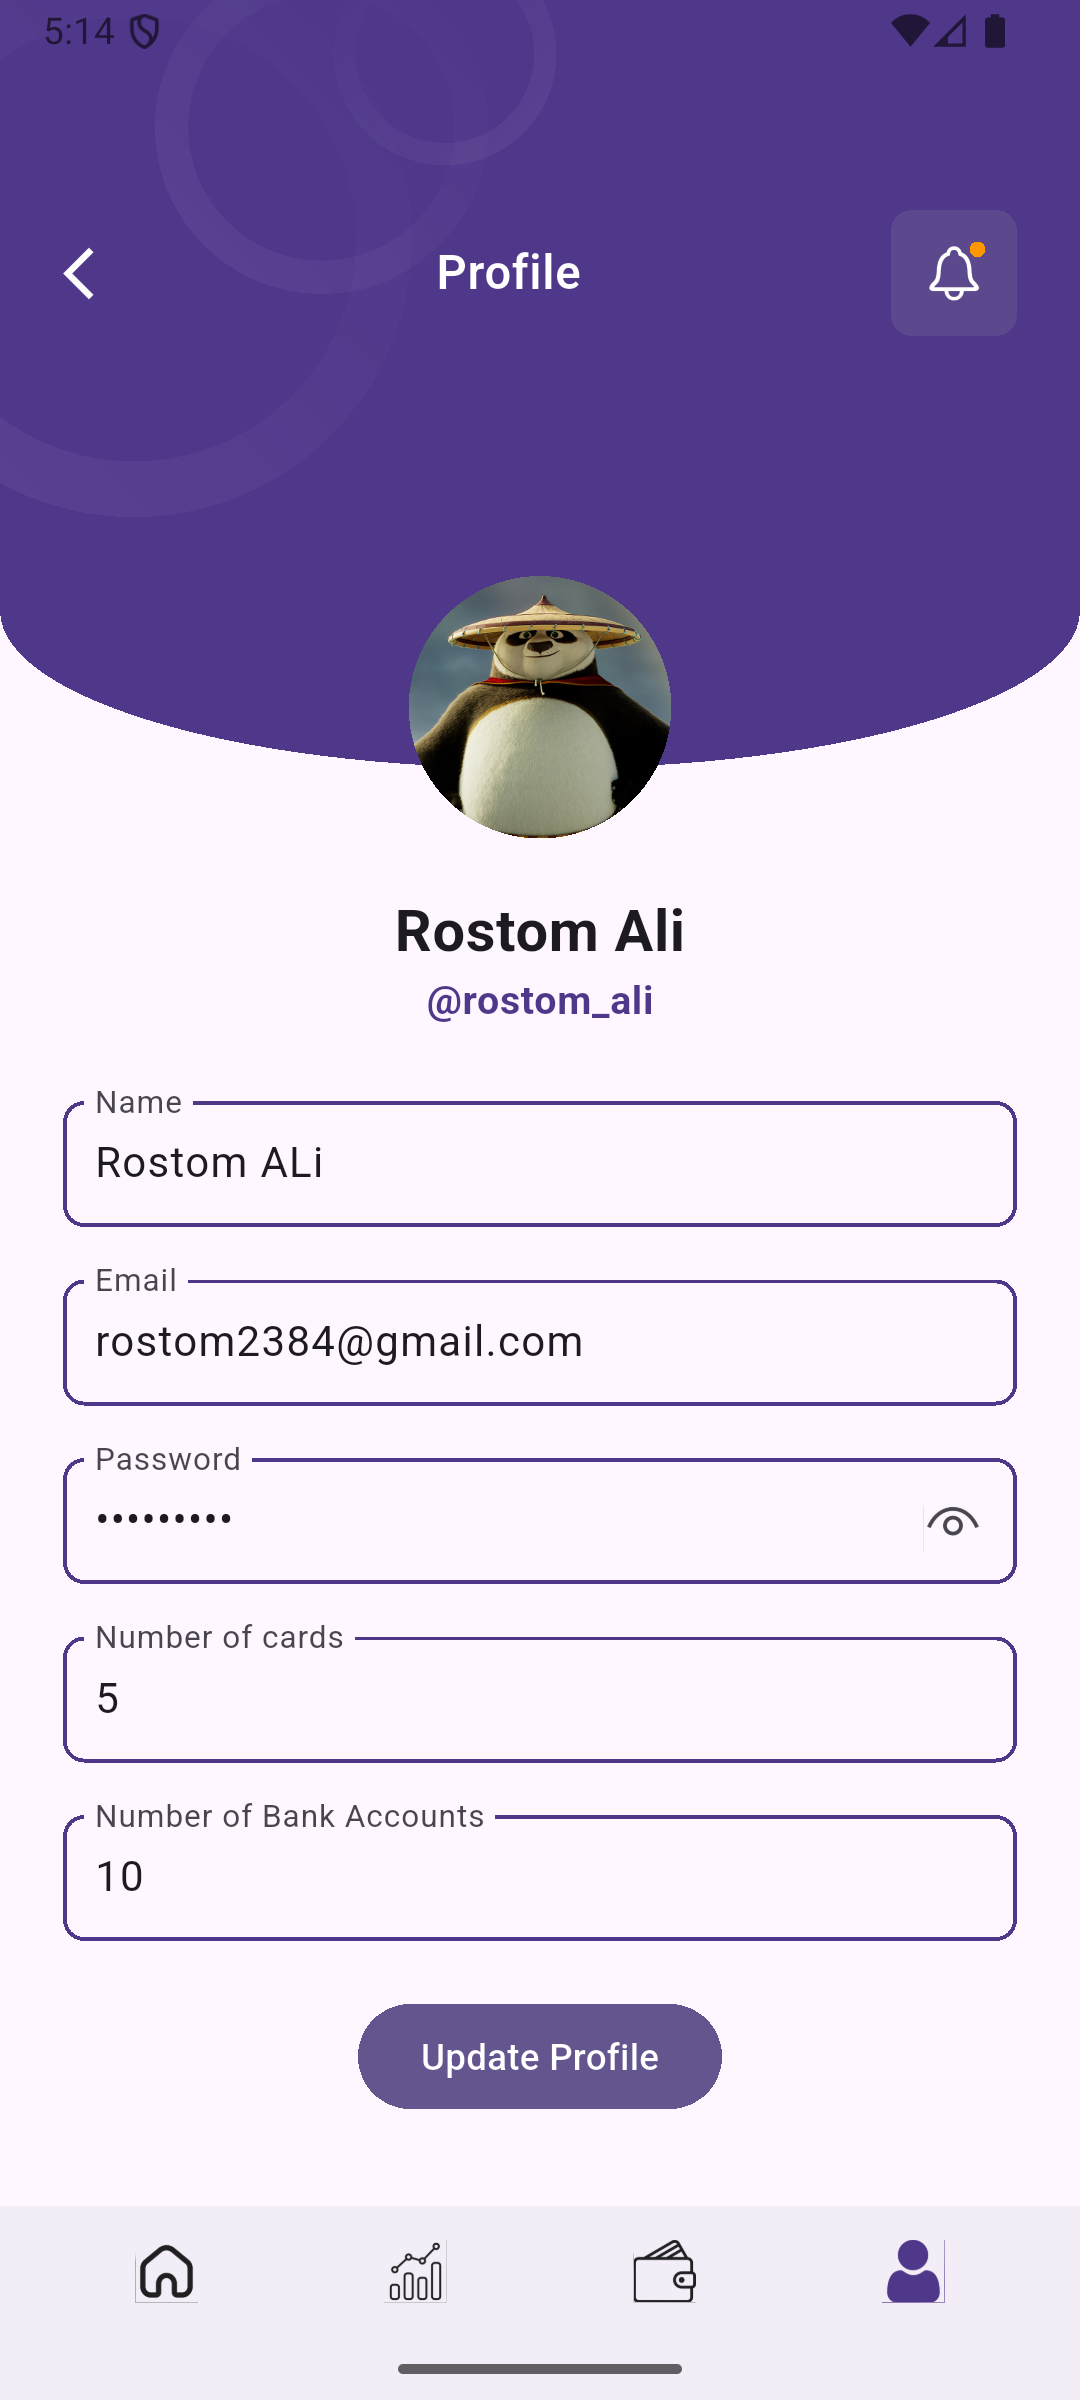 5:14
Profile
Rostom Ali
@rostom_ali
Name
Rostom ALi
Email
rostom2384@gmail.com
Password
•••••••••
Number of cards
5
Number of Bank Accounts
10
Update Profile